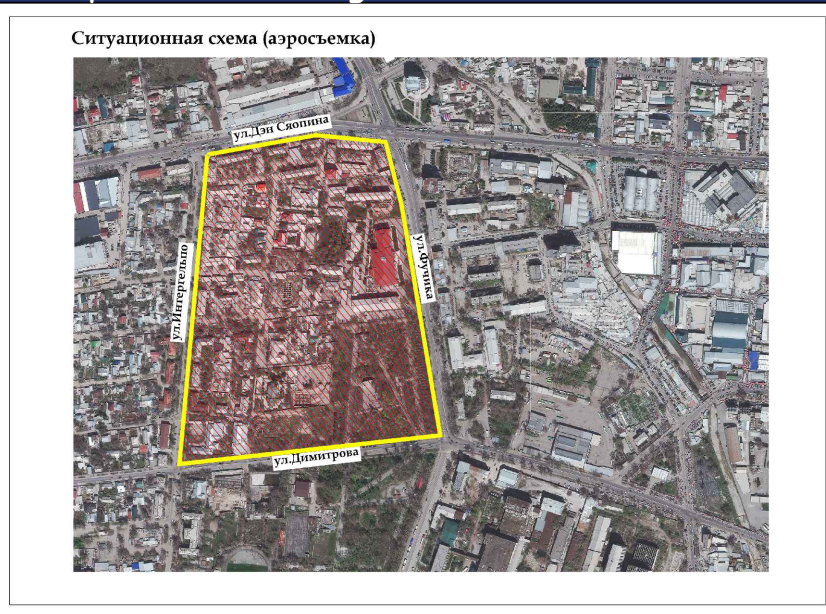 Ситуационная схема (аэросъемка)
ул.Дэн Сяопина
ул.Интергельпо
ул.Фучика
ул.Димитрова